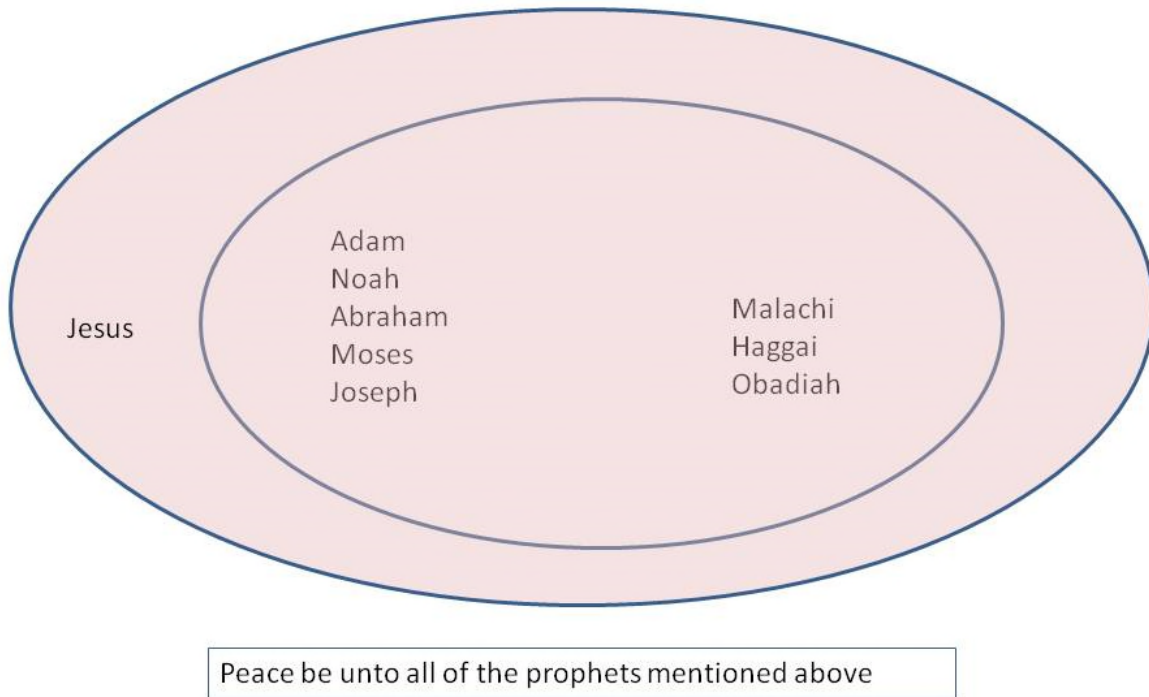 Jesus
Adam
Noah
Abraham
Moses
Joseph
Malachi
Haggai
Obadiah
Peace be unto all of the prophets mentioned above